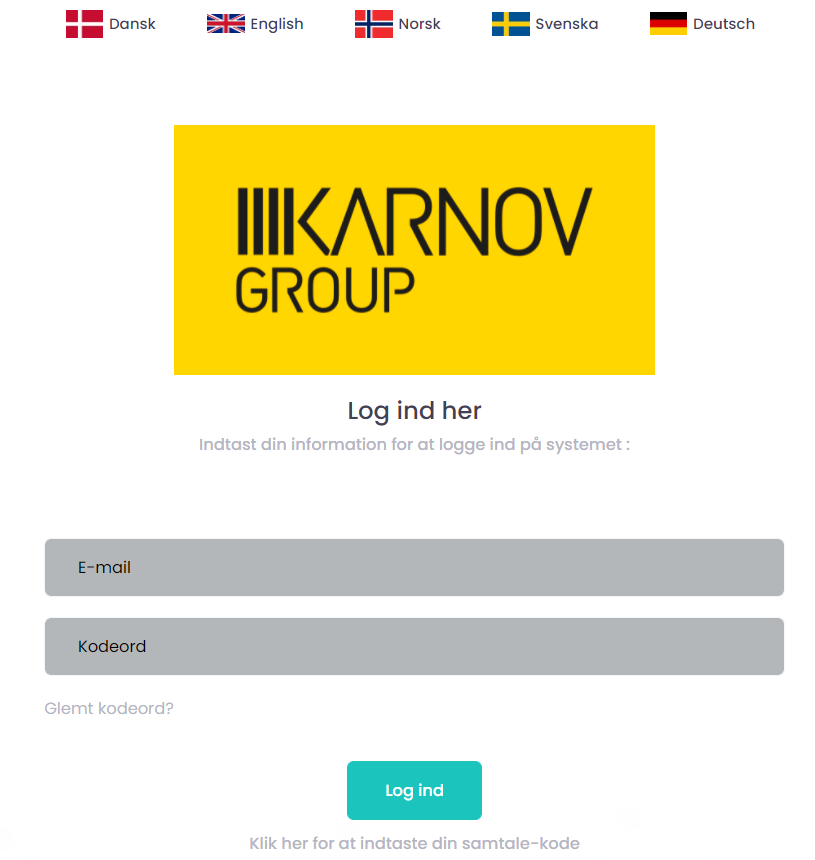 Dansk English Norsk Svenska Deutsch
KARNOV
GROUP
Log ind her
Indtast din information for at logge ind på systemet :
E-mail
Kodeord
Glemt kodeord?
Log ind
Klik her for at indtaste din samtale-kode